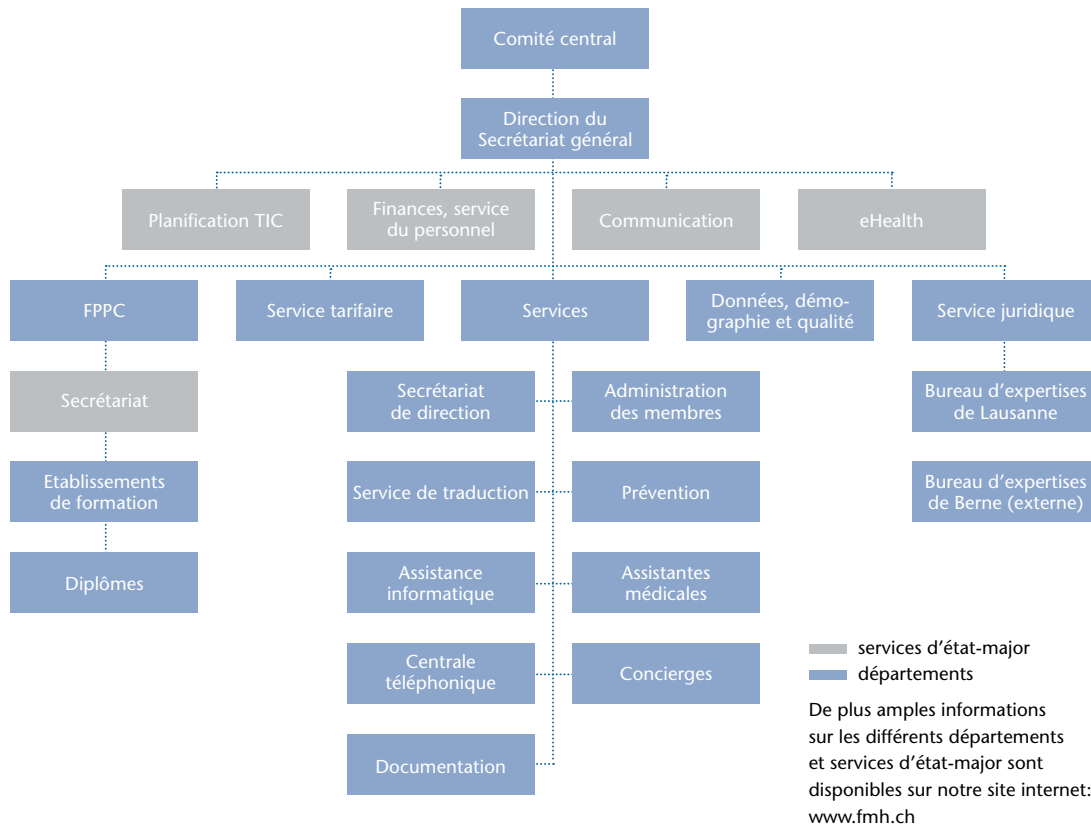 Comité central
Direction du
Secrétariat général
Planification TIC
Finances, service
du personnel
Communication
eHealth
FPPC
Service tarifaire
Services
Données, démo-
graphie et qualité
Service juridique
Secrétariat
Secrétariat
de direction
Administration
des membres
Bureau d'expertises
de Lausanne
Etablissements
de formation
Service de traduction
Prévention
Bureau d'expertises
de Berne (externe)
Diplômes
Assistance
informatique
Assistantes
médicales
Centrale
téléphonique
Concierges
Documentation
services d'état-major
départements
De plus amples informations
sur les différents départements
et services d'état-major sont
disponibles sur notre site internet:
www.fmh.ch